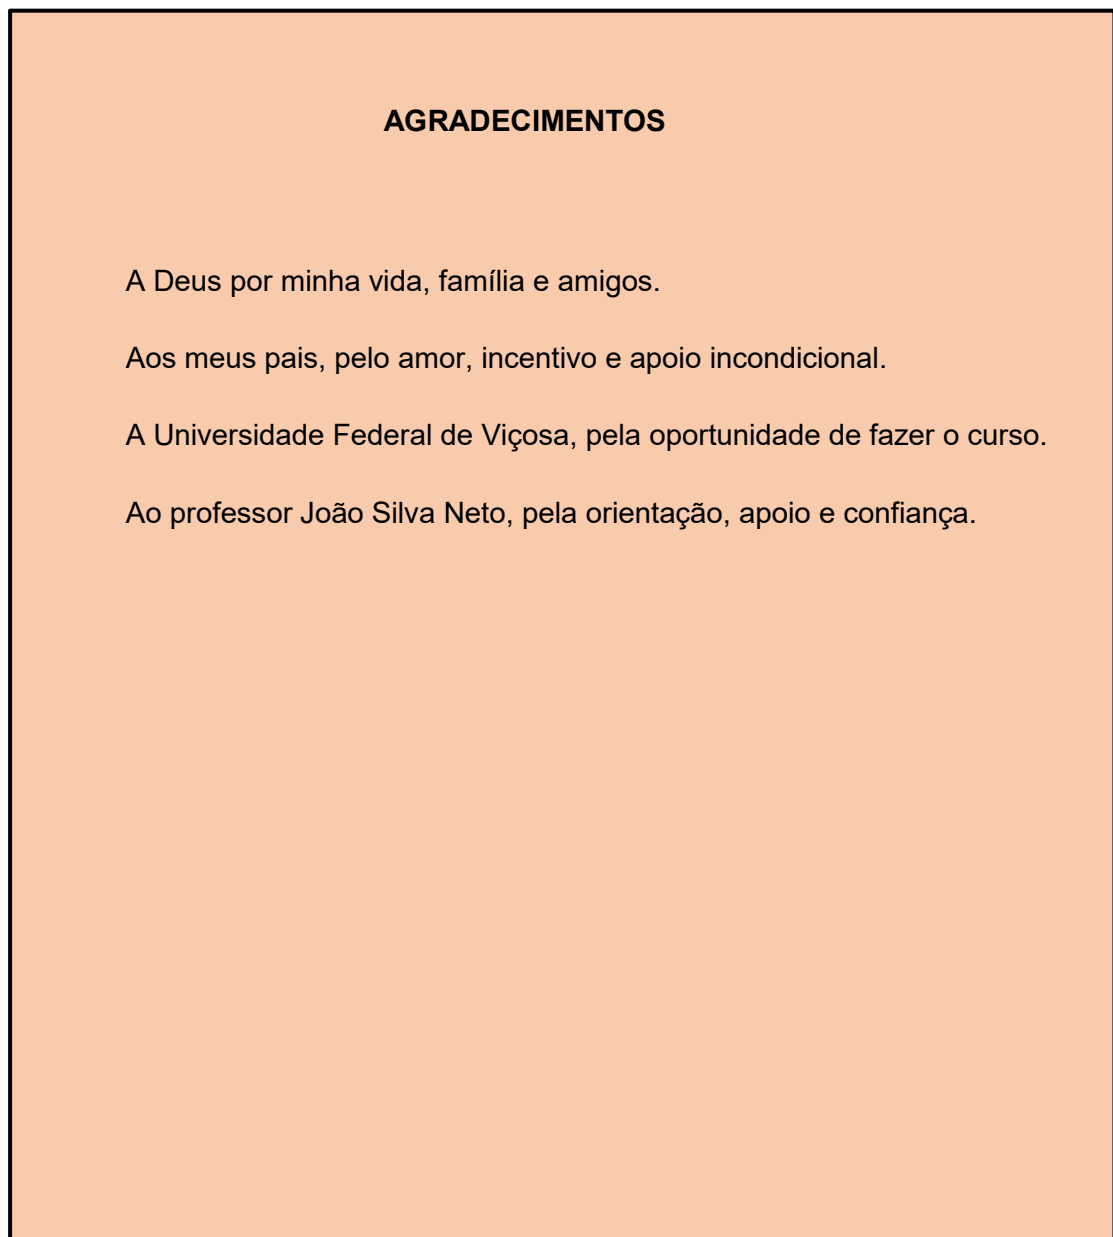 AGRADECIMENTOS
A Deus por minha vida, família e amigos.
Aos meus pais, pelo amor, incentivo e apoio incondicional.
A Universidade Federal de Viçosa, pela oportunidade de fazer o curso.
Ao professor João Silva Neto, pela orientação, apoio e confiança.